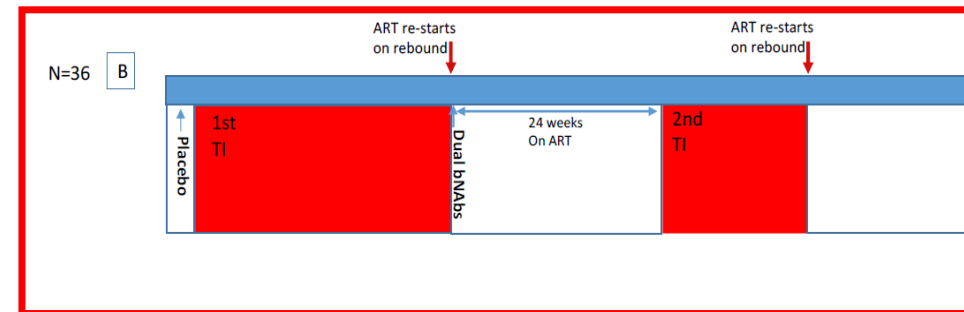 ART re-starts
on rebound
ART re-starts
on rebound
N=36
B
1st
TI
Placebo
Dual bNAbs
24 weeks
On ART
2nd
TI